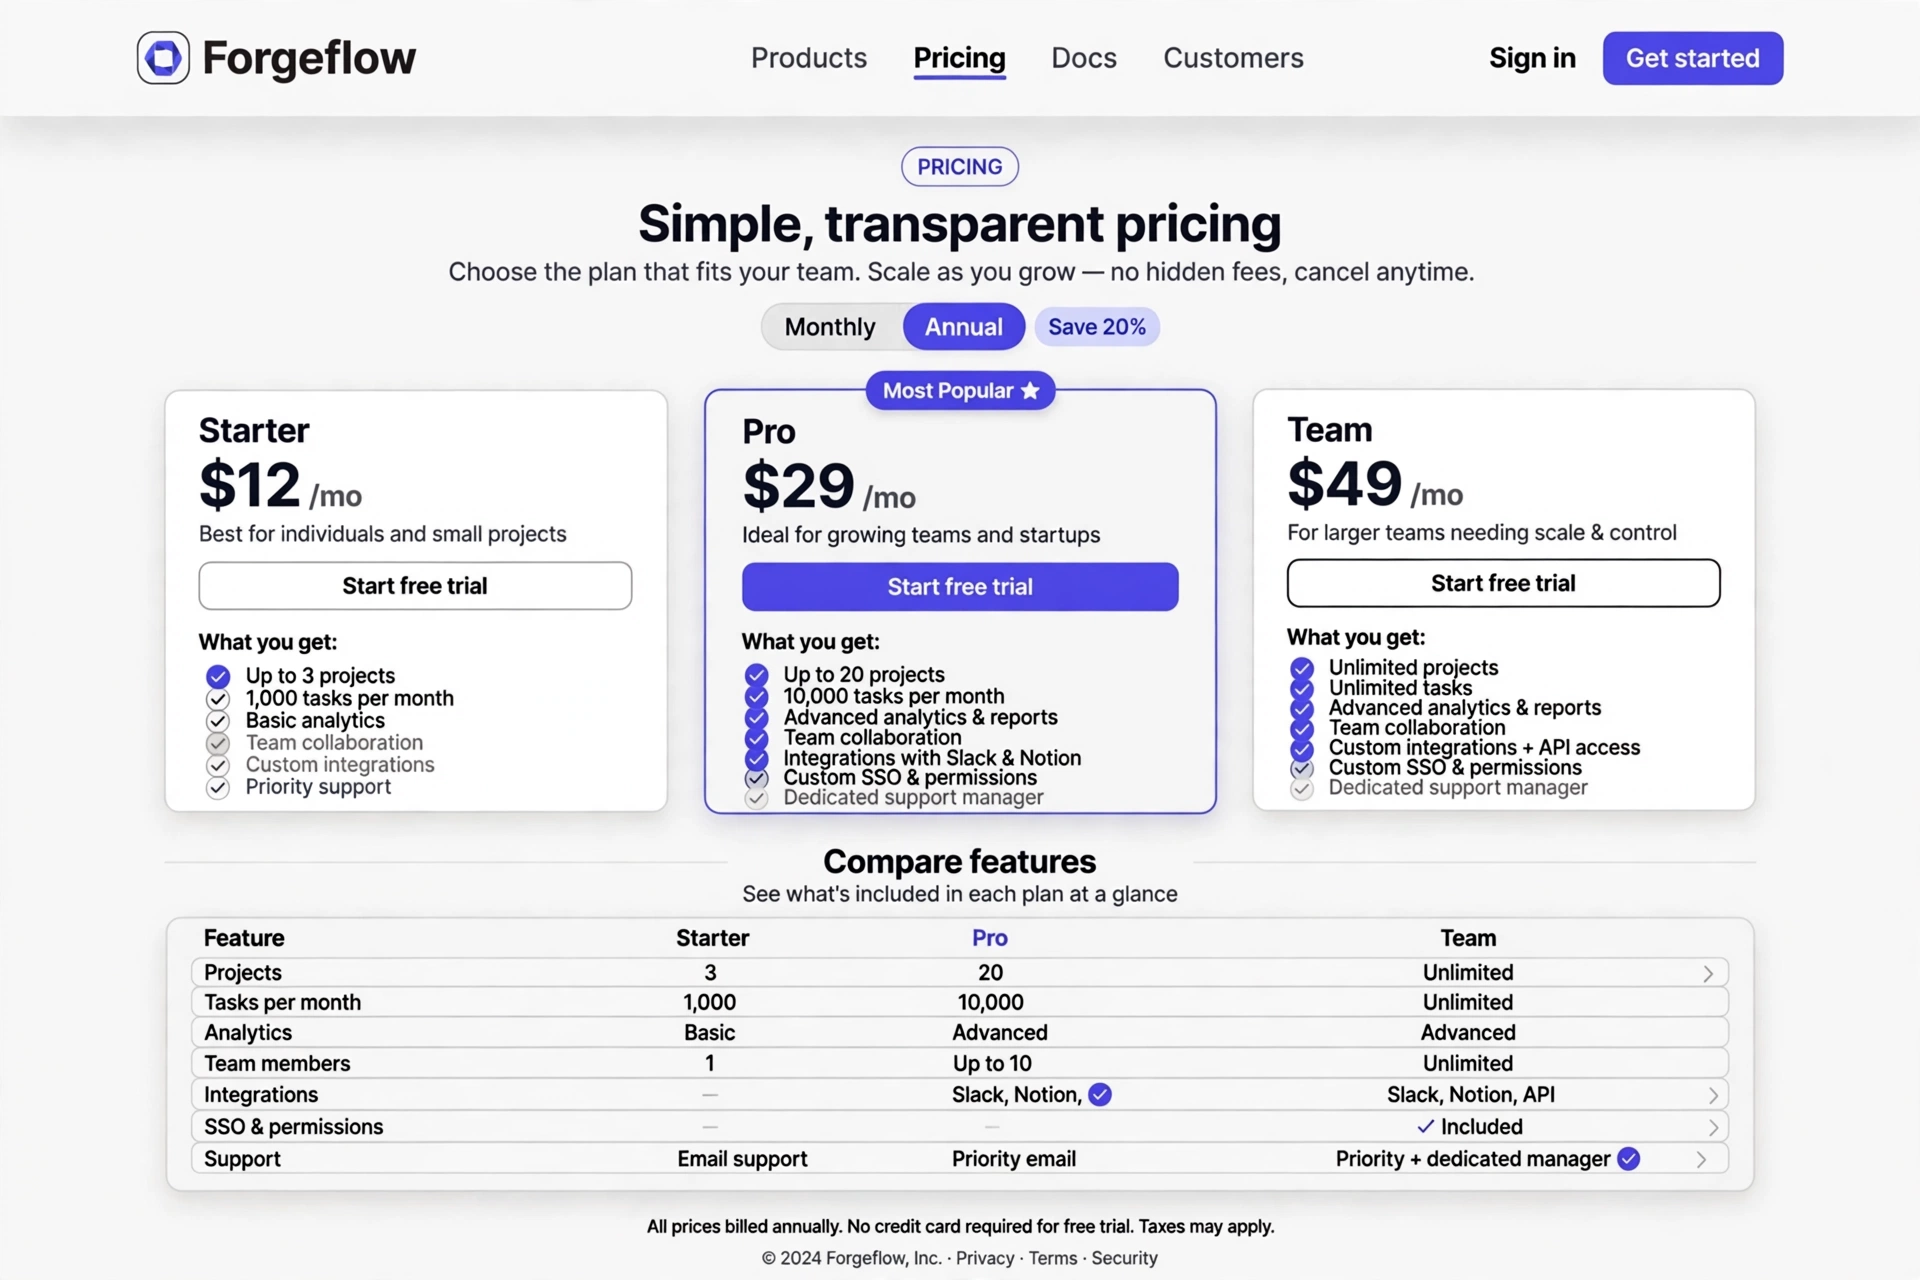 Forgeflow Products Pricing Docs Customers Sign in Get started
PRICING
Simple, transparent pricing
Choose the plan that fits your team. Scale as you grow — no hidden fees, cancel anytime.
Monthly Annual Save 20%
Starter
$12 /mo
Best for individuals and small projects
Start free trial
What you get:
Up to 3 projects
1,000 tasks per month
Basic analytics
Team collaboration
Custom integrations
Priority support
Most Popular
Pro
$29 /mo
Ideal for growing teams and startups
Start free trial
What you get:
Up to 20 projects
10,000 tasks per month
Advanced analytics & reports
Team collaboration
Integrations with Slack & Notion
Custom SSO & permissions
Dedicated support manager
Team
$49 /mo
For larger teams needing scale & control
Start free trial
What you get:
Unlimited projects
Unlimited tasks
Advanced analytics & reports
Team collaboration
Custom integrations + API access
Custom SSO & permissions
Dedicated support manager
Compare features
See what's included in each plan at a glance
Feature Starter Pro Team
Projects 3 20 Unlimited
Tasks per month 1,000 10,000 Unlimited
Analytics Basic Advanced Advanced
Team members 1 Up to 10 Unlimited
Integrations — Slack, Notion, Slack, Notion, API
SSO & permissions — — ✓ Included
Support Email support Priority email Priority + dedicated manager
All prices billed annually. No credit card required for free trial. Taxes may apply.
© 2024 Forgeflow, Inc. · Privacy · Terms · Security